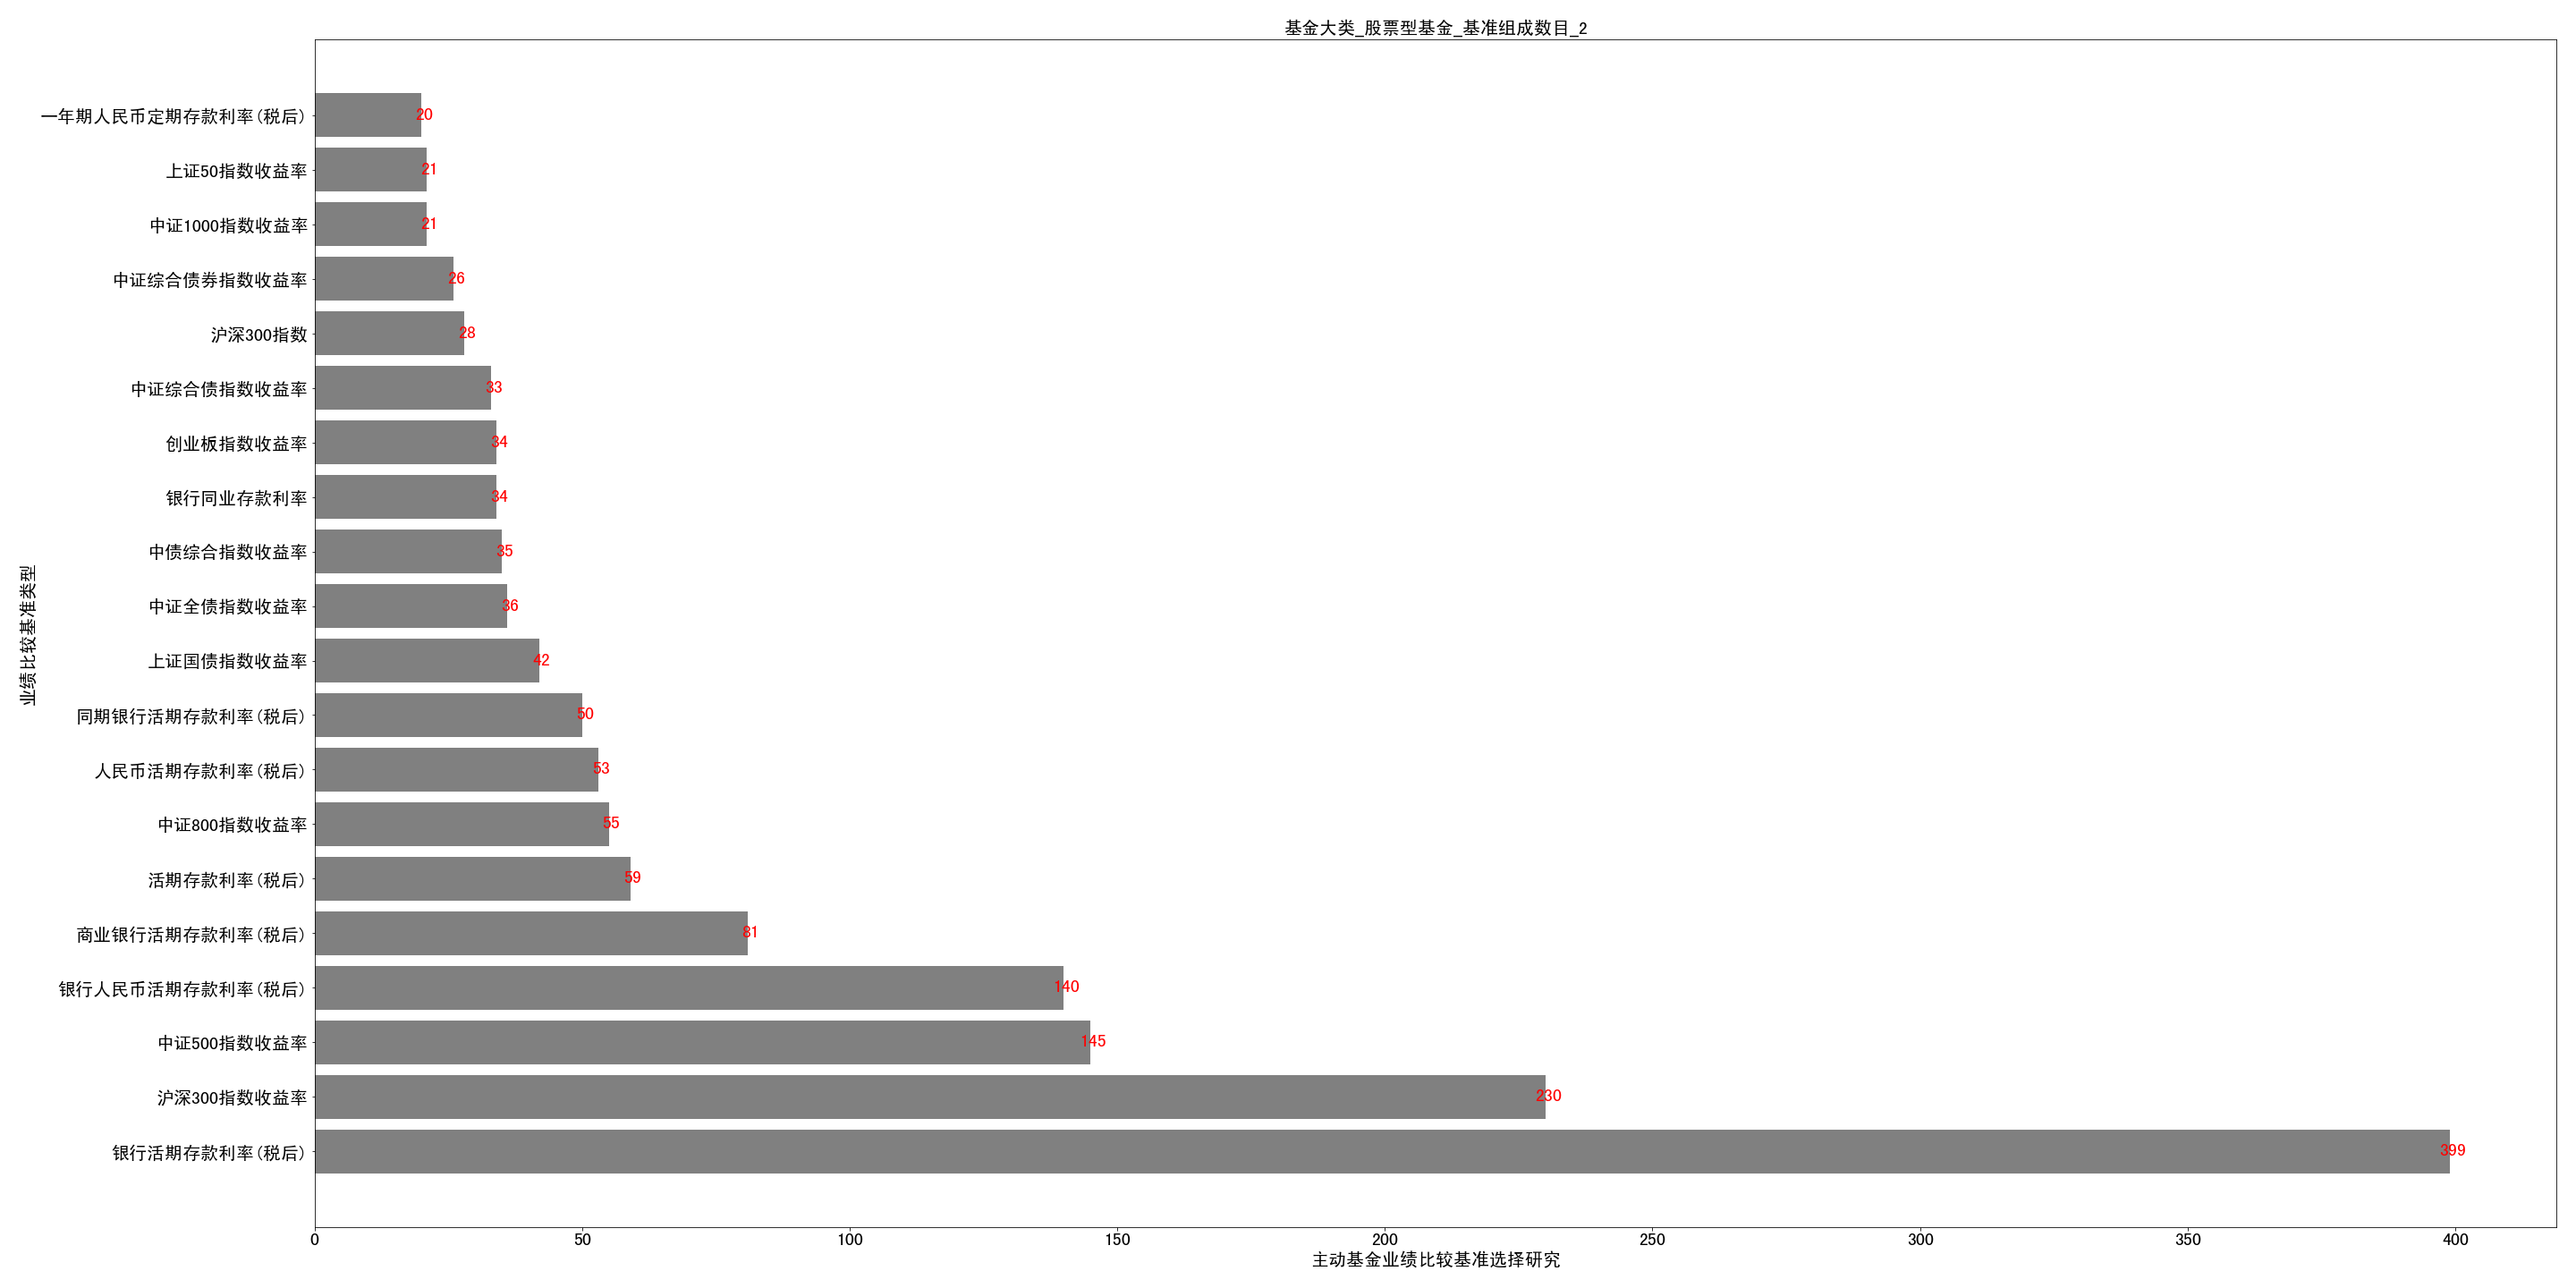 基金大类_股票型基金_基准组成数目_2
业绩比较基准类型
一年期人民币定期存款利率(税后) 20
上证50指数收益率 21
中证1000指数收益率 21
中证综合债券指数收益率 26
沪深300指数 28
中证综合债指数收益率 33
创业板指数收益率 34
银行同业存款利率 34
中债综合指数收益率 35
中证全债指数收益率 36
上证国债指数收益率 42
同期银行活期存款利率(税后) 50
人民币活期存款利率(税后) 53
中证800指数收益率 55
活期存款利率(税后) 59
商业银行活期存款利率(税后) 81
银行人民币活期存款利率(税后) 140
中证500指数收益率 145
沪深300指数收益率 230
银行活期存款利率(税后) 399
0 50 100 150 200 250 300 350 400
主动基金业绩比较基准选择研究